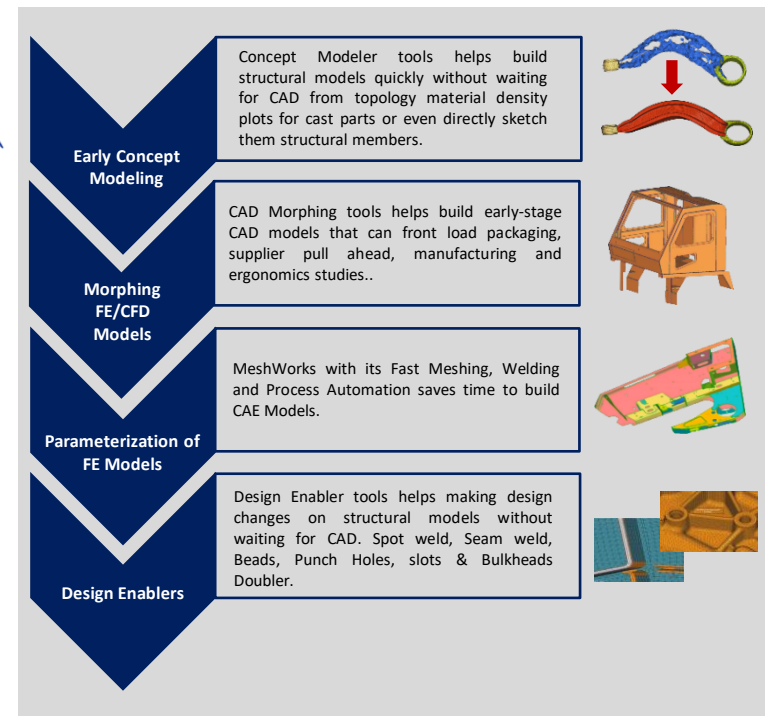 Concept Modeler tools helps build
structural models quickly without waiting
for CAD from topology material density
plots for cast parts or even directly sketch
them structural members.
Early Concept
Modeling
CAD Morphing tools helps build early-stage
CAD models that can front load packaging,
supplier pull ahead, manufacturing and
ergonomics studies..
Morphing
FE/CFD
Models
MeshWorks with its Fast Meshing, Welding
and Process Automation saves time to build
CAE Models.
Parameterization of
FE Models
Design Enabler tools helps making design
changes on structural models without
waiting for CAD. Spot weld, Seam weld,
Beads, Punch Holes, slots & Bulkheads
Doubler.
Design Enablers